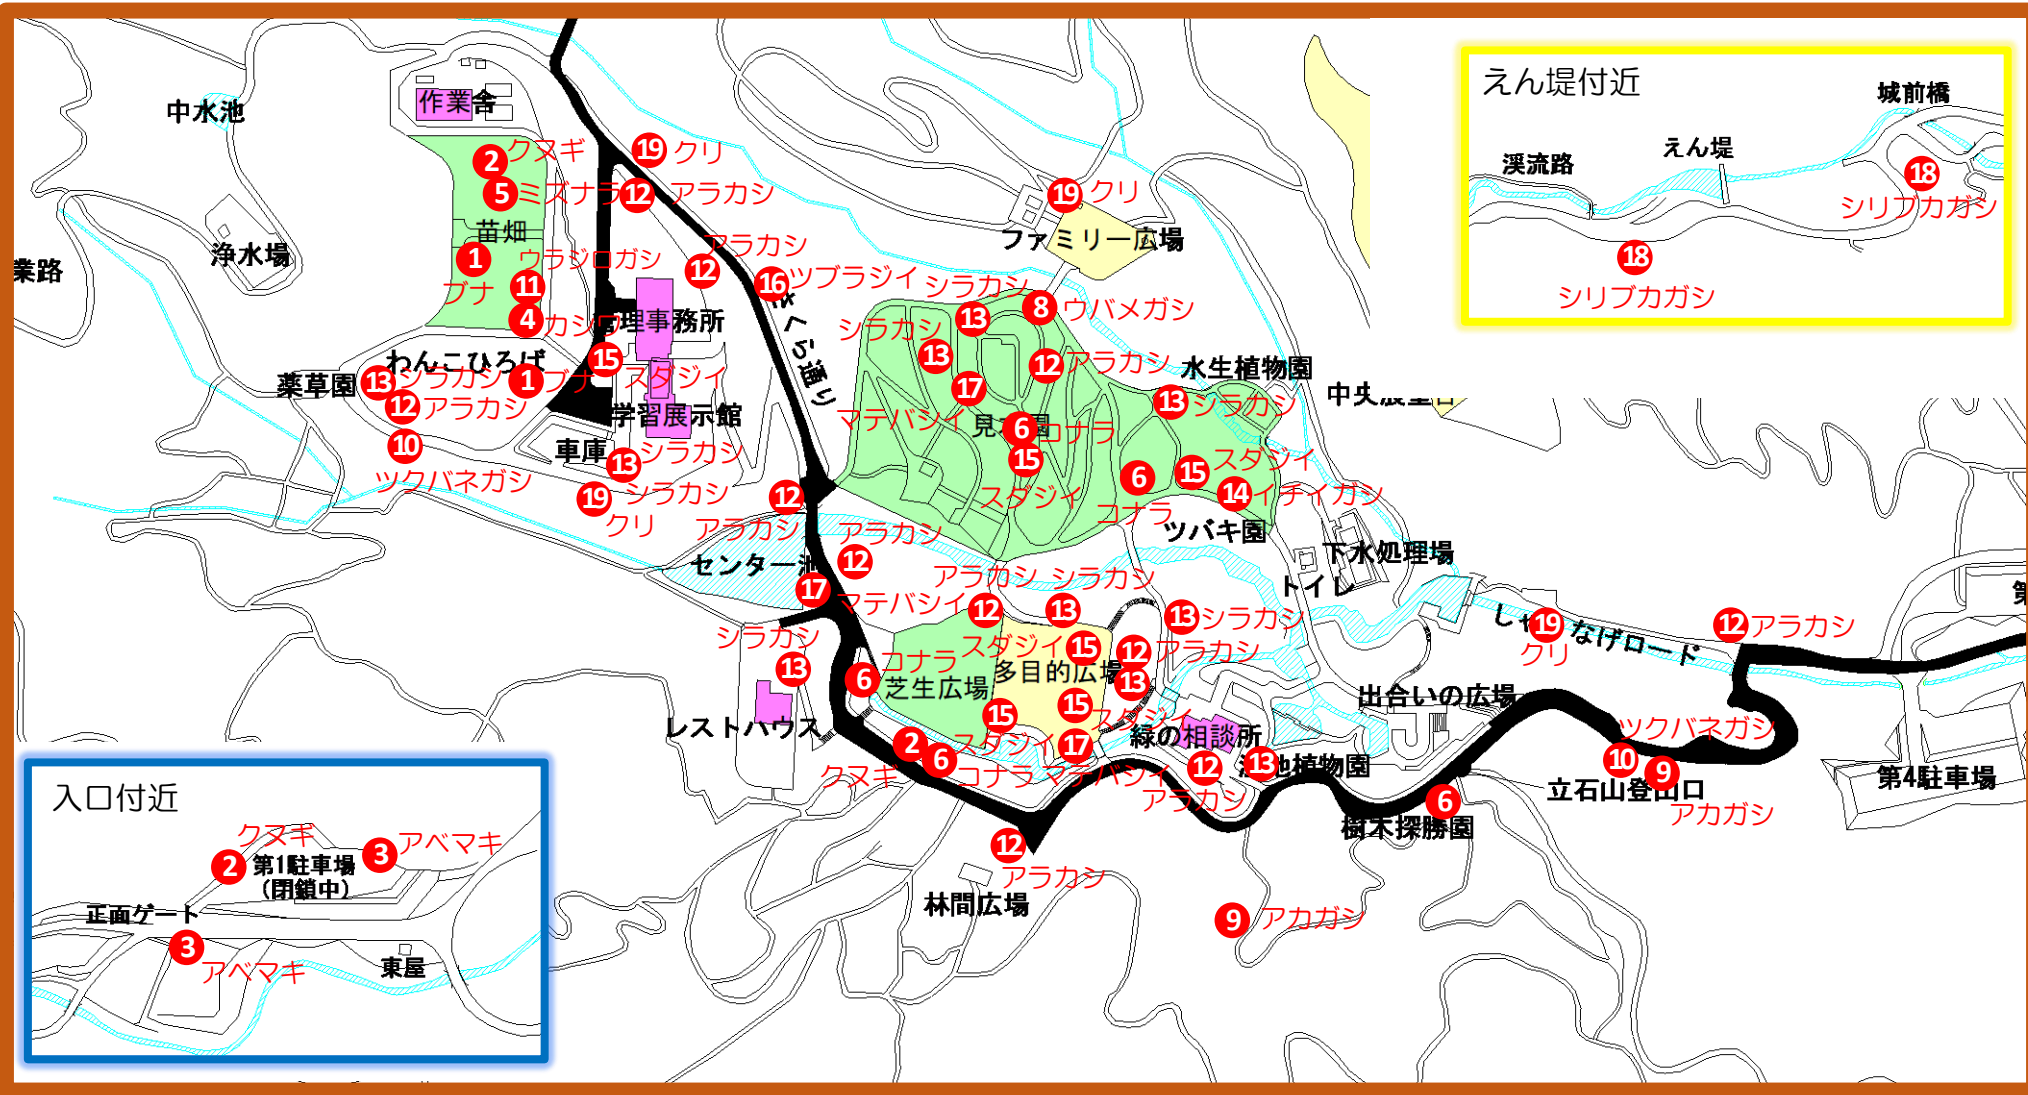 えん堤付近
城前橋
えん堤
渓流路
18
シリブカガシ
18
シリブカガシ
中水池
作業舎
2 クヌギ
5 ミズナラ
苗畑
1 ブナ
ウラジロガシ
11
4 カシワ
19 クリ
12 アラカシ
アラカシ
12
16 ツブラジイ
さくら通り
浄水場
業路
管理事務所
わんこひろば
15 スダジイ
1 ブナ
薬草園
13 シラカシ
12 アラカシ
10
ツクバネガシ
学習展示館
車庫
13 シラカシ
シラカシ
19
クリ
19 クリ
ファミリー広場
シラカシ
13
8 ウバメガシ
シラカシ
13
12 アラカシ
17
マテバシイ
見本園
6 コナラ
15
スダジイ
水生植物園
13 シラカシ
6
コナラ
15 スダジイ
14 イチイガシ
ツバキ園
下水処理場
トイレ
12
アラカシ
アラカシ
12
センター池
17
マテバシイ
アラカシ
12
シラカシ
13
シラカシ
13
レストハウス
コナラ
6
芝生広場
スダジイ
15
多目的広場
12 アラカシ
13
13 シラカシ
15
スダジイ
15
スダジイ
2
クヌギ
6
コナラ
17
マテバシイ
緑の相談所
12
アラカシ
13
植物園
出合いの広場
しゃ
19
なげロード
クリ
12 アラカシ
ツクバネガシ
10
9
アカガシ
立石山登山口
6
樹木探勝園
第4駐車場
12
アラカシ
林間広場
9 アカガシ
入口付近
クヌギ
2
第1駐車場
(閉鎖中)
3 アベマキ
正面ゲート
3
アベマキ
東屋